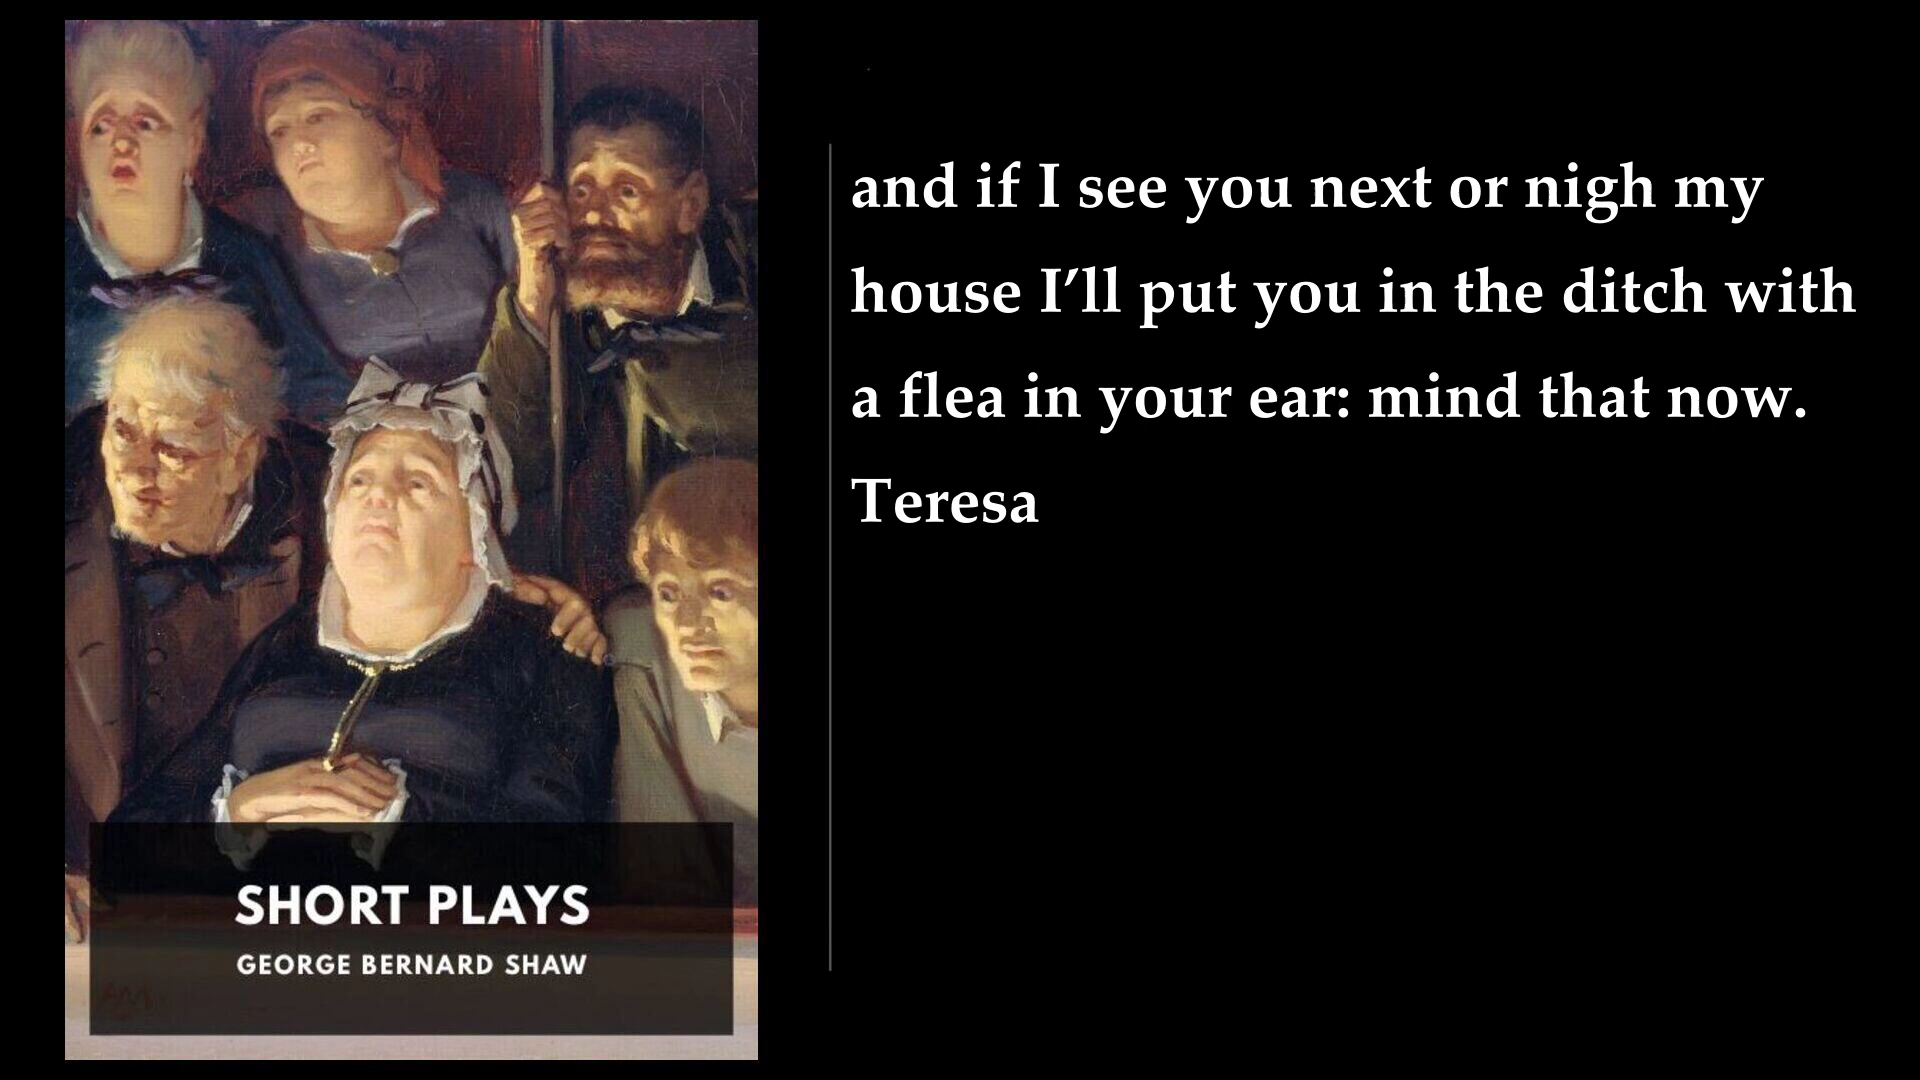 and if I see you next or nigh my
house I’ll put you in the ditch with
a flea in your ear: mind that now.
Teresa
SHORT PLAYS
GEORGE BERNARD SHAW